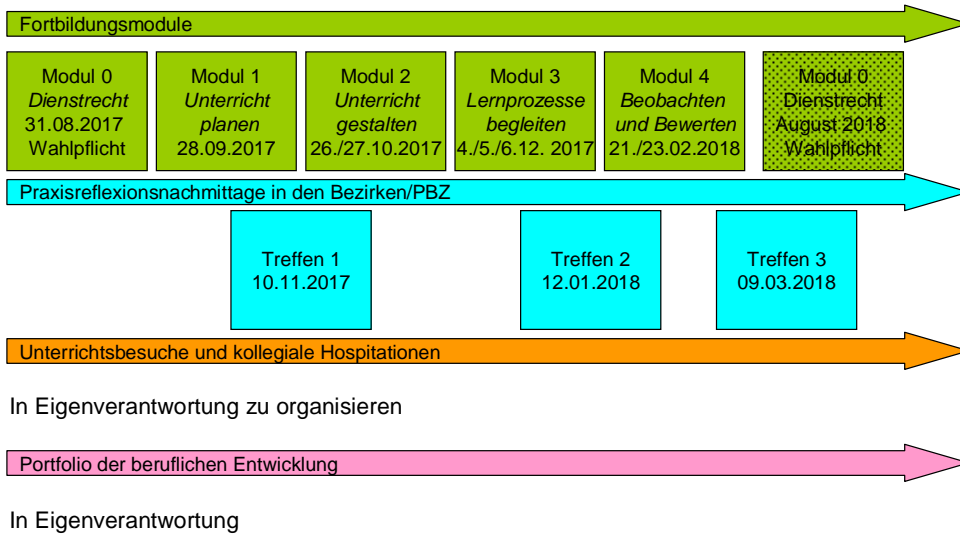 Fortbildungsmodule
Modul 0
Dienstrecht
31.08.2017
Wahlpflicht
Modul 1
Unterricht
planen
28.09.2017
Modul 2
Unterricht
gestalten
26./27.10.2017
Modul 3
Lernprozesse
begleiten
4./5./6.12. 2017
Modul 4
Beobachten
und Bewerten
21./23.02.2018
Modul 0
Dienstrecht
August 2018
Wahlpflicht
Praxisreflexionsnachmittage in den Bezirken/PBZ
Treffen 1
10.11.2017
Treffen 2
12.01.2018
Treffen 3
09.03.2018
Unterrichtsbesuche und kollegiale Hospitationen
In Eigenverantwortung zu organisieren
Portfolio der beruflichen Entwicklung
In Eigenverantwortung